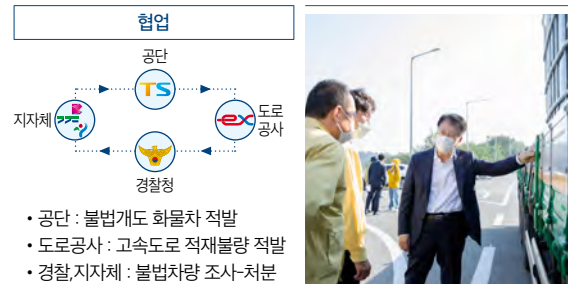 협업
공단
TS
지자체
ex
도로
공사
경찰청
• 공단 : 불법개도 화물차 적발
• 도로공사 : 고속도로 적재불량 적발
• 경찰,지자체 : 불법차량 조사-처분